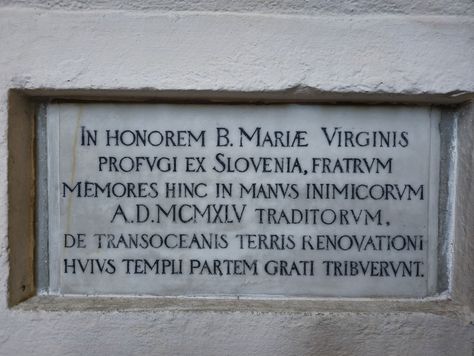 IN HONOREM B. MARIÆ VIRGINIS
PROFVGI EX SLOVENIA, FRATRVM
MEMORES HINC IN MANVS INIMICORVM
A.D.MCMXLV TRADITORVM,
DE TRANSOCEANIS TERRIS RENOVATIONI
HVIVS TEMPLI PARTEM GRATI TRIBVERVNT.